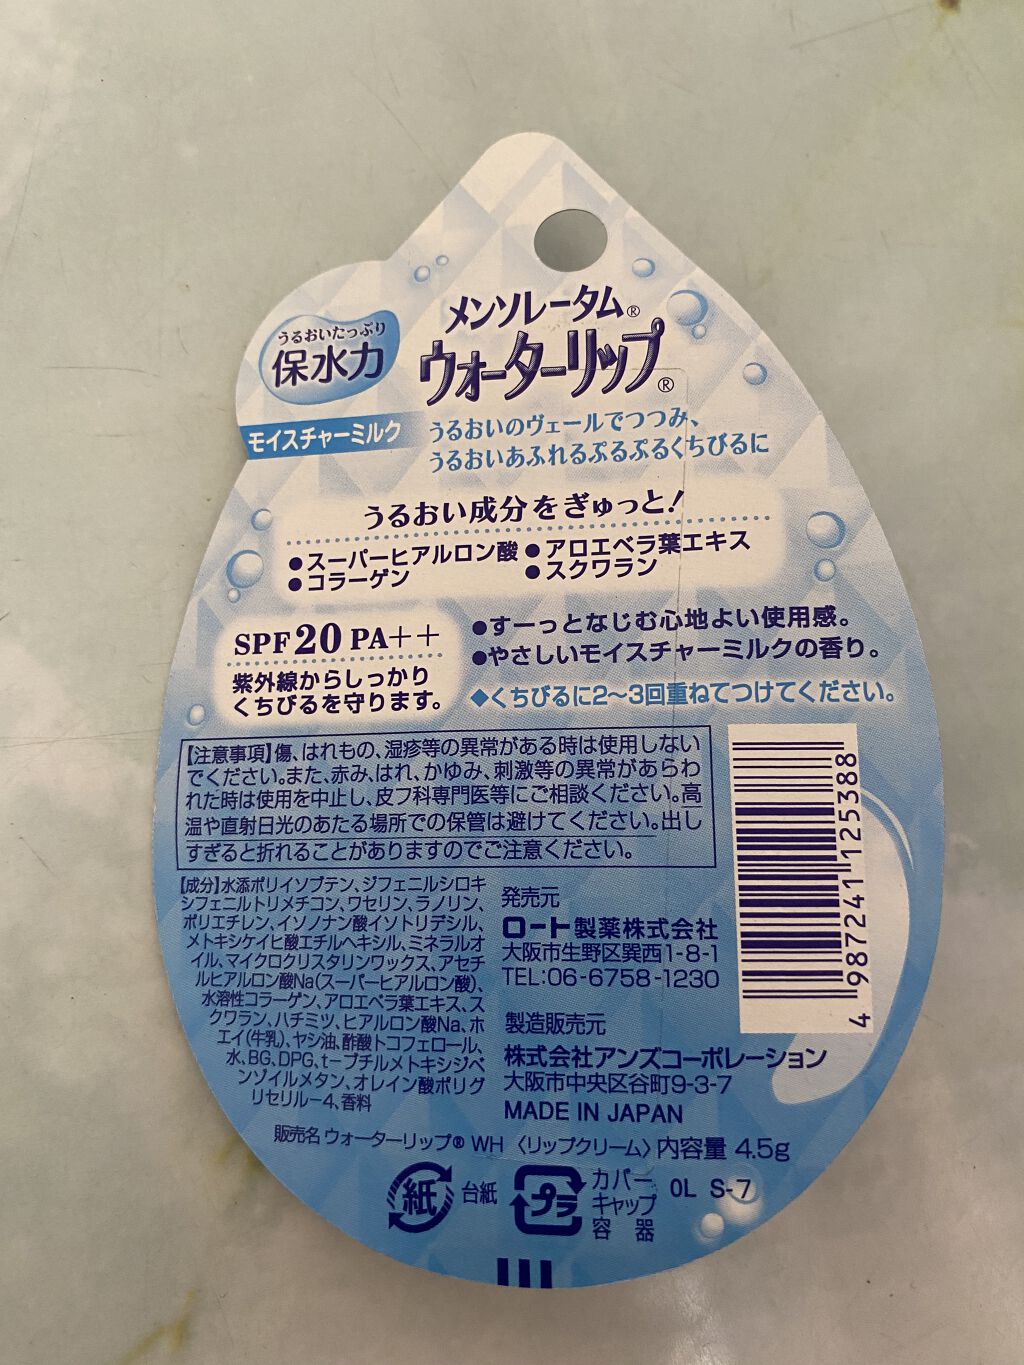 メンソレータム®
ウォーターリップ®
うるおいたっぷり
保水力
モイスチャーミルク
うるおいのヴェールでつつみ、
うるおいあふれるぷるぷるくちびるに
うるおい成分をぎゅっと!
●スーパーヒアルロン酸 ●アロエベラ葉エキス
●コラーゲン ●スクワラン
SPF20 PA++
紫外線からしっかり
くちびるを守ります。
●すーっとなじむ心地よい使用感。
●やさしいモイスチャーミルクの香り。
◆くちびるに2〜3回重ねてつけてください。
【注意事項】傷、はれもの、湿疹等の異常がある時は使用しない
でください。また、赤み、はれ、かゆみ、刺激等の異常があらわ
れた時は使用を中止し、皮フ科専門医等にご相談ください。高
温や直射日光のあたる場所での保管は避けてください。出し
すぎると折れることがありますのでご注意ください。
【成分】水添ポリイソブテン、ジフェニルシロキ
シフェニルトリメチコン、ワセリン、ラノリン、
ポリエチレン、イソノナン酸イソトリデシル、
メトキシケイヒ酸エチルヘキシル、ミネラルオ
イル、マイクロクリスタリンワックス、アセチ
ルヒアルロン酸Na(スーパーヒアルロン酸)、
水溶性コラーゲン、アロエベラ葉エキス、ス
クワラン、ハチミツ、ヒアルロン酸Na、ホ
エイ(牛乳)、ヤシ油、酢酸トコフェロール、
水、BG、DPG、t-ブチルメトキシジベ
ンゾイルメタン、オレイン酸ポリグ
リセリル-4、香料
発売元
ロート製薬株式会社
大阪市生野区巽西1-8-1
TEL:06-6758-1230
製造販売元
株式会社アンズコーポレーション
大阪市中央区谷町9-3-7
MADE IN JAPAN
4 987241 125388
販売名 ウォーターリップ® WH 〈リップクリーム〉 内容量 4.5g
紙 台紙
プラ カバー
キャップ
容器
OL S-7